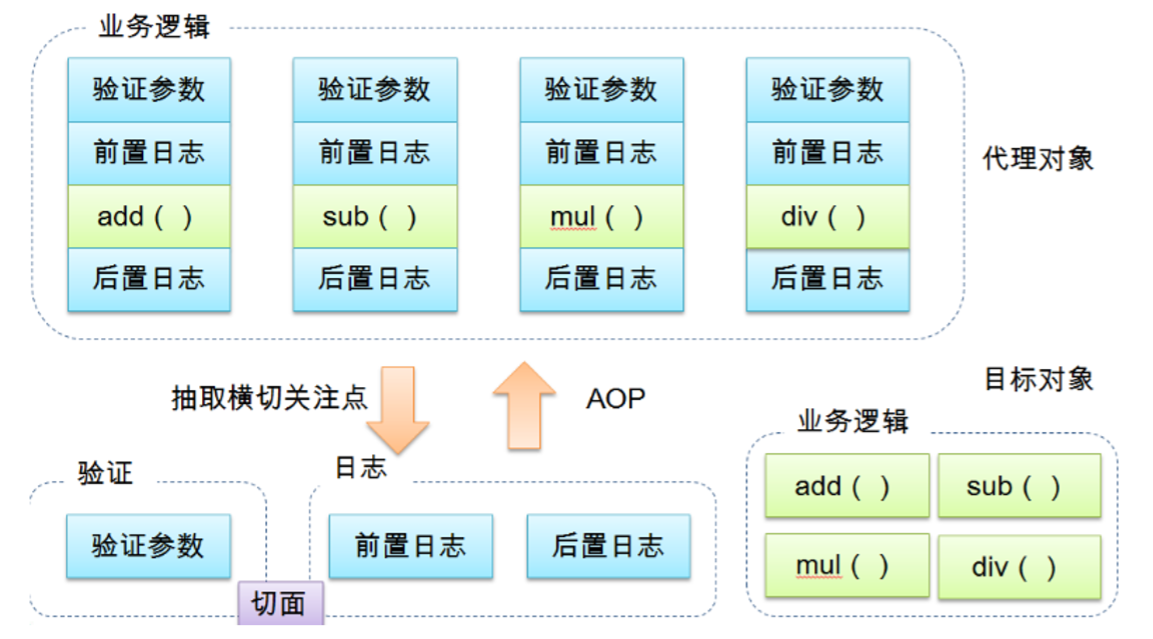 业务逻辑
验证参数 验证参数 验证参数 验证参数
前置日志 前置日志 前置日志 前置日志
代理对象
add（ ） sub（ ） mul（ ） div（ ）
后置日志 后置日志 后置日志 后置日志
抽取横切关注点 AOP
目标对象
业务逻辑
验证 日志
add（ ） sub（ ）
验证参数 前置日志 后置日志
mul（ ） div（ ）
切面